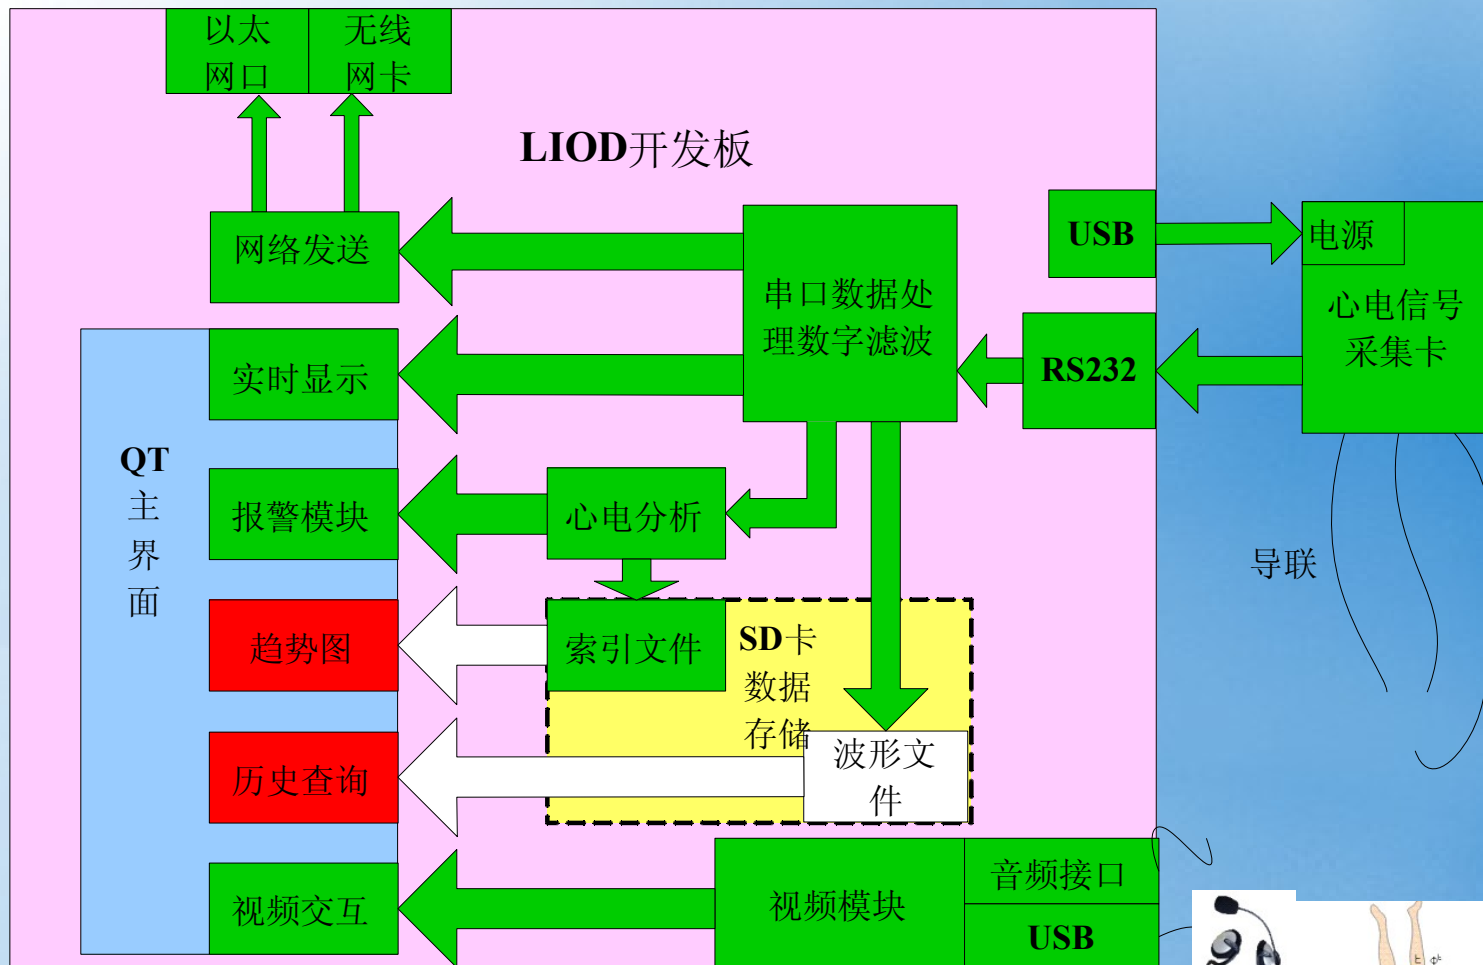 以太
网口
无线
网卡
LIOD开发板
网络发送
串口数据处
理数字滤波
USB
电源
心电信号
采集卡
RS232
实时显示
QT
主
界
面
报警模块
心电分析
导联
趋势图
索引文件
SD卡
数据
存储
历史查询
波形文
件
视频交互
视频模块
音频接口
USB